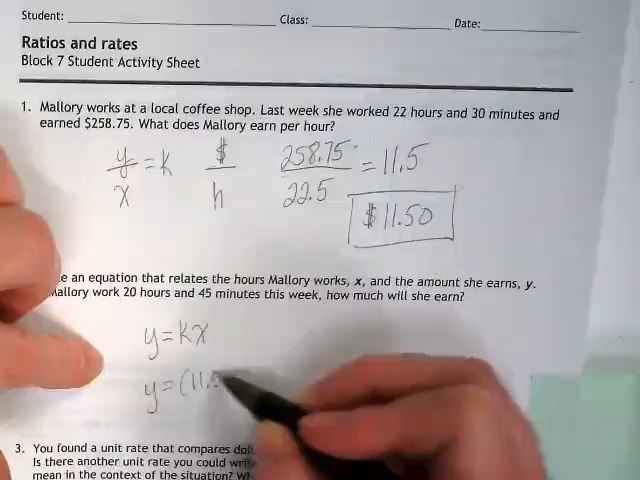 Student: Class: Date:
Ratios and rates
Block 7 Student Activity Sheet
1. Mallory works at a local coffee shop. Last week she worked 22 hours and 30 minutes and
earned $258.75. What does Mallory earn per hour?
y/x = k $/h 258.75/22.5 = 11.5
$11.50
an equation that relates the hours Mallory works, x, and the amount she earns, y.
Mallory work 20 hours and 45 minutes this week, how much will she earn?
y = kx
y = (11.5
3. You found a unit rate that compares
Is there another unit rate you could
mean in the context of the situation?